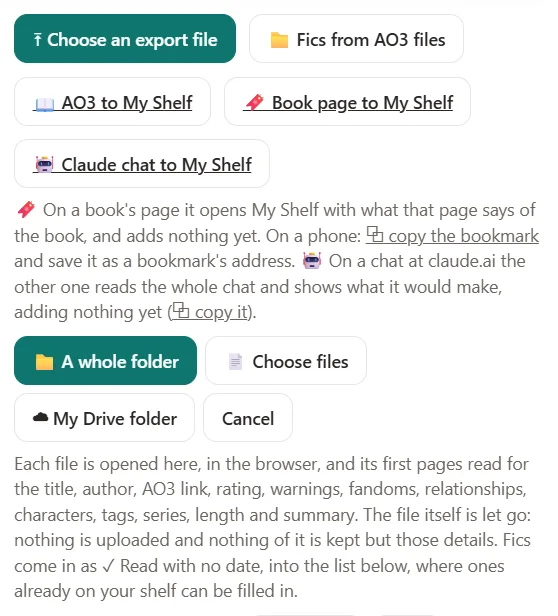 Choose an export file
Fics from AO3 files
AO3 to My Shelf
Book page to My Shelf
Claude chat to My Shelf
On a book's page it opens My Shelf with what that page says of
the book, and adds nothing yet. On a phone: copy the bookmark
and save it as a bookmark's address. On a chat at claude.ai the
other one reads the whole chat and shows what it would make,
adding nothing yet (copy it).
A whole folder
Choose files
My Drive folder
Cancel
Each file is opened here, in the browser, and its first pages read for
the title, author, AO3 link, rating, warnings, fandoms, relationships,
characters, tags, series, length and summary. The file itself is let go:
nothing is uploaded and nothing of it is kept but those details. Fics
come in as ✓ Read with no date, into the list below, where ones
already on your shelf can be filled in.